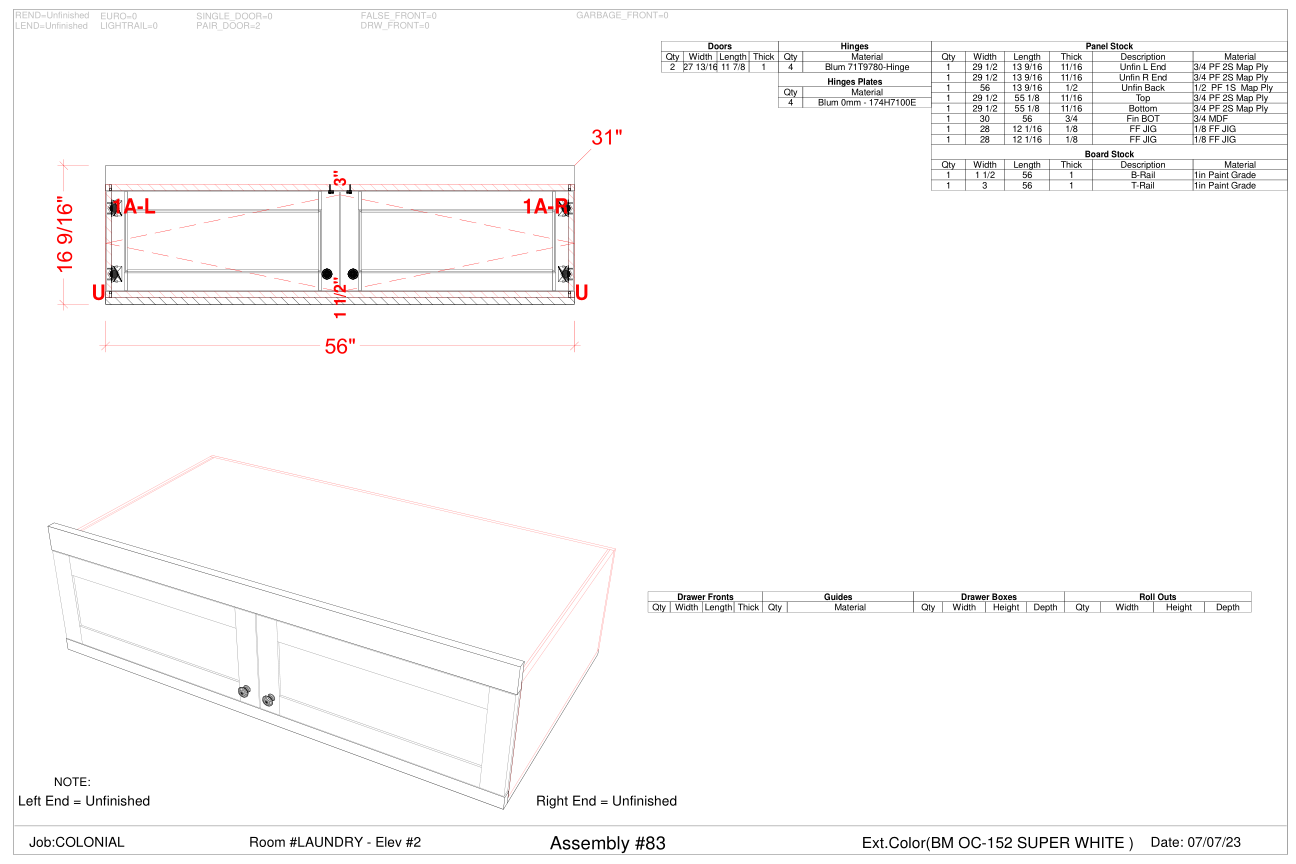 REND=Unfinished EURO=0 SINGLE_DOOR=0 FALSE_FRONT=0 GARBAGE_FRONT=0
LEND=Unfinished LIGHTRAIL=0 PAIR_DOOR=2 DRW_FRONT=0
Doors
Qty Width Length Thick
2 27 13/16 11 7/8 1
Hinges
Qty Material
4 Blum 71T9780-Hinge
Hinges Plates
Qty Material
4 Blum 0mm - 174H7100E
Panel Stock
Qty Width Length Thick Description Material
1 29 1/2 13 9/16 11/16 Unfin L End 3/4 PF 2S Map Ply
1 29 1/2 13 9/16 11/16 Unfin R End 3/4 PF 2S Map Ply
1 56 13 9/16 1/2 Unfin Back 1/2 PF 1S Map Ply
1 29 1/2 55 1/8 11/16 Top 3/4 PF 2S Map Ply
1 29 1/2 55 1/8 11/16 Bottom 3/4 PF 2S Map Ply
1 30 56 3/4 Fin BOT 3/4 MDF
1 28 12 1/16 1/8 FF JIG 1/8 FF JIG
1 28 12 1/16 1/8 FF JIG 1/8 FF JIG
Board Stock
Qty Width Length Thick Description Material
1 1 1/2 56 1 B-Rail 1in Paint Grade
1 3 56 1 T-Rail 1in Paint Grade
31"
3"
1A-L 1A-R
16 9/16"
U U
1 1/2"
56"
Drawer Fronts Guides Drawer Boxes Roll Outs
Qty Width Length Thick Qty Material Qty Width Height Depth Qty Width Height Depth
NOTE:
Left End = Unfinished Right End = Unfinished
Job:COLONIAL Room #LAUNDRY - Elev #2 Assembly #83 Ext.Color(BM OC-152 SUPER WHITE ) Date: 07/07/23